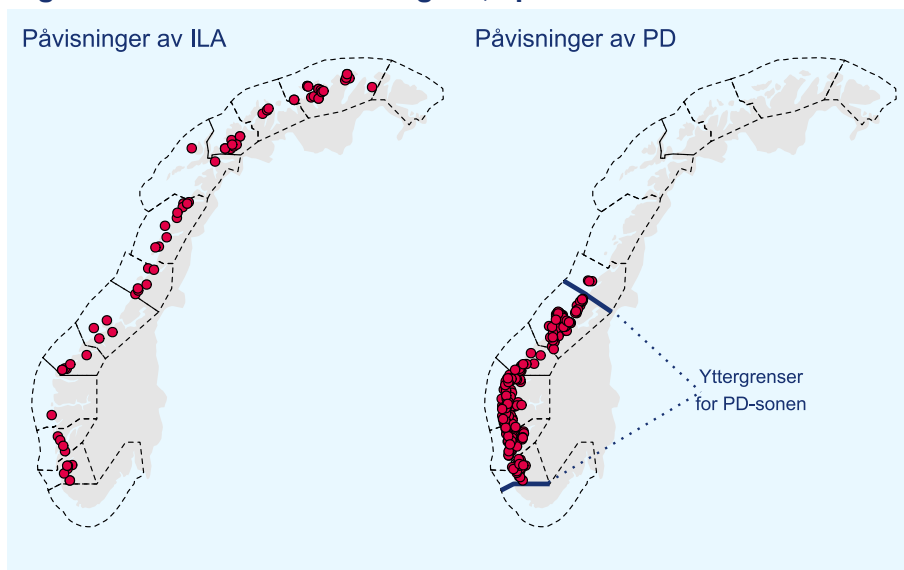 Påvisninger av ILA
Påvisninger av PD
Yttergrenser
for PD-sonen